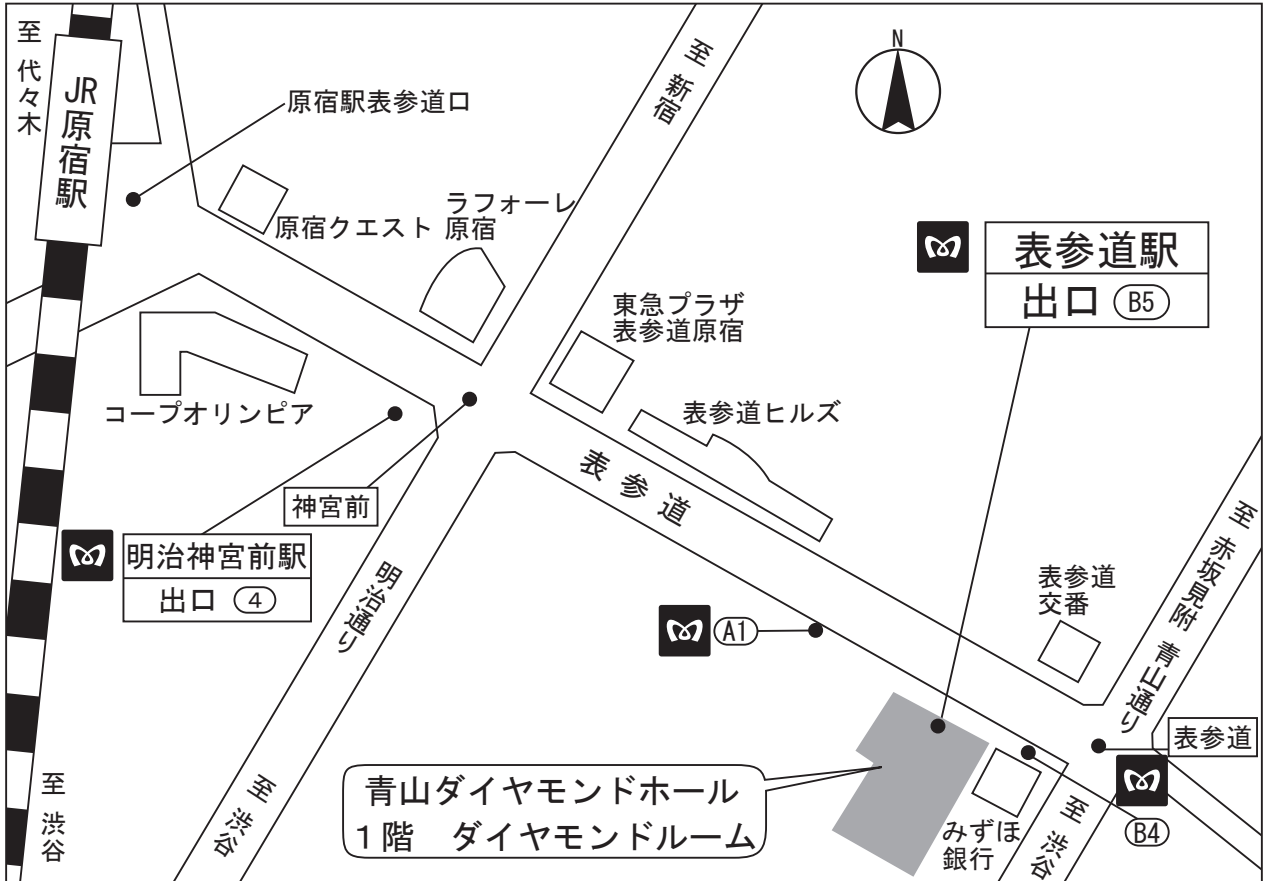 至 代々木
JR原宿駅
原宿駅表参道口
原宿クエスト
ラフォーレ
原宿
至 新宿
N
表参道駅
出口 B5
東急プラザ
表参道原宿
表参道ヒルズ
コープオリンピア
神宮前
明治神宮前駅
出口 4
表参道
明治通り
至 渋谷
至 渋谷
A1
表参道
交番
至 赤坂見附
青山通り
表参道
青山ダイヤモンドホール
1階 ダイヤモンドルーム
みずほ
銀行
至 渋谷
B4